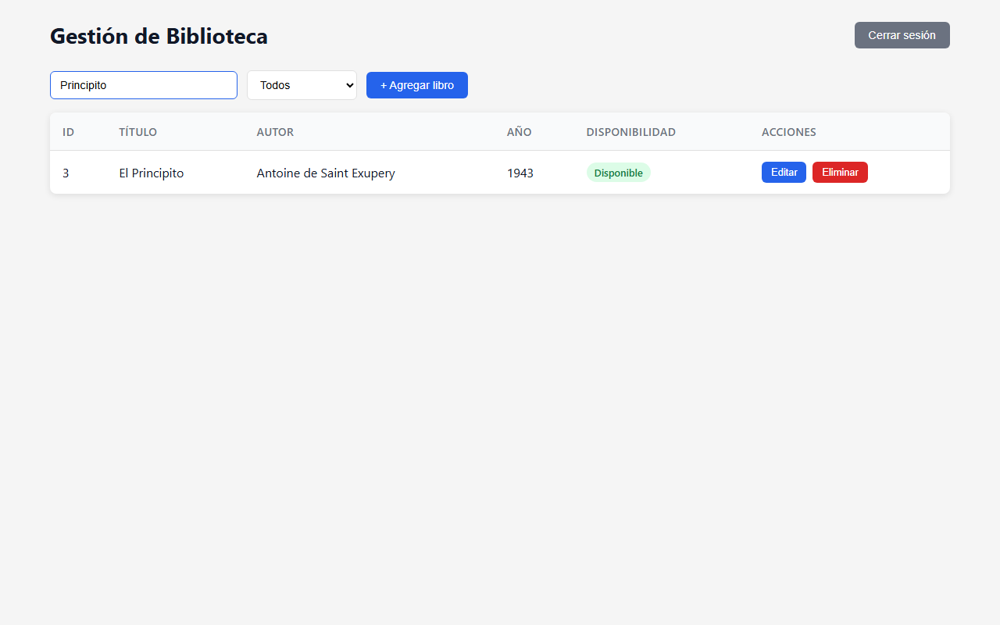 Gestión de Biblioteca
Cerrar sesión
Principito
Todos
+ Agregar libro
ID TÍTULO AUTOR AÑO DISPONIBILIDAD ACCIONES
3 El Principito Antoine de Saint Exupery 1943 Disponible Editar Eliminar